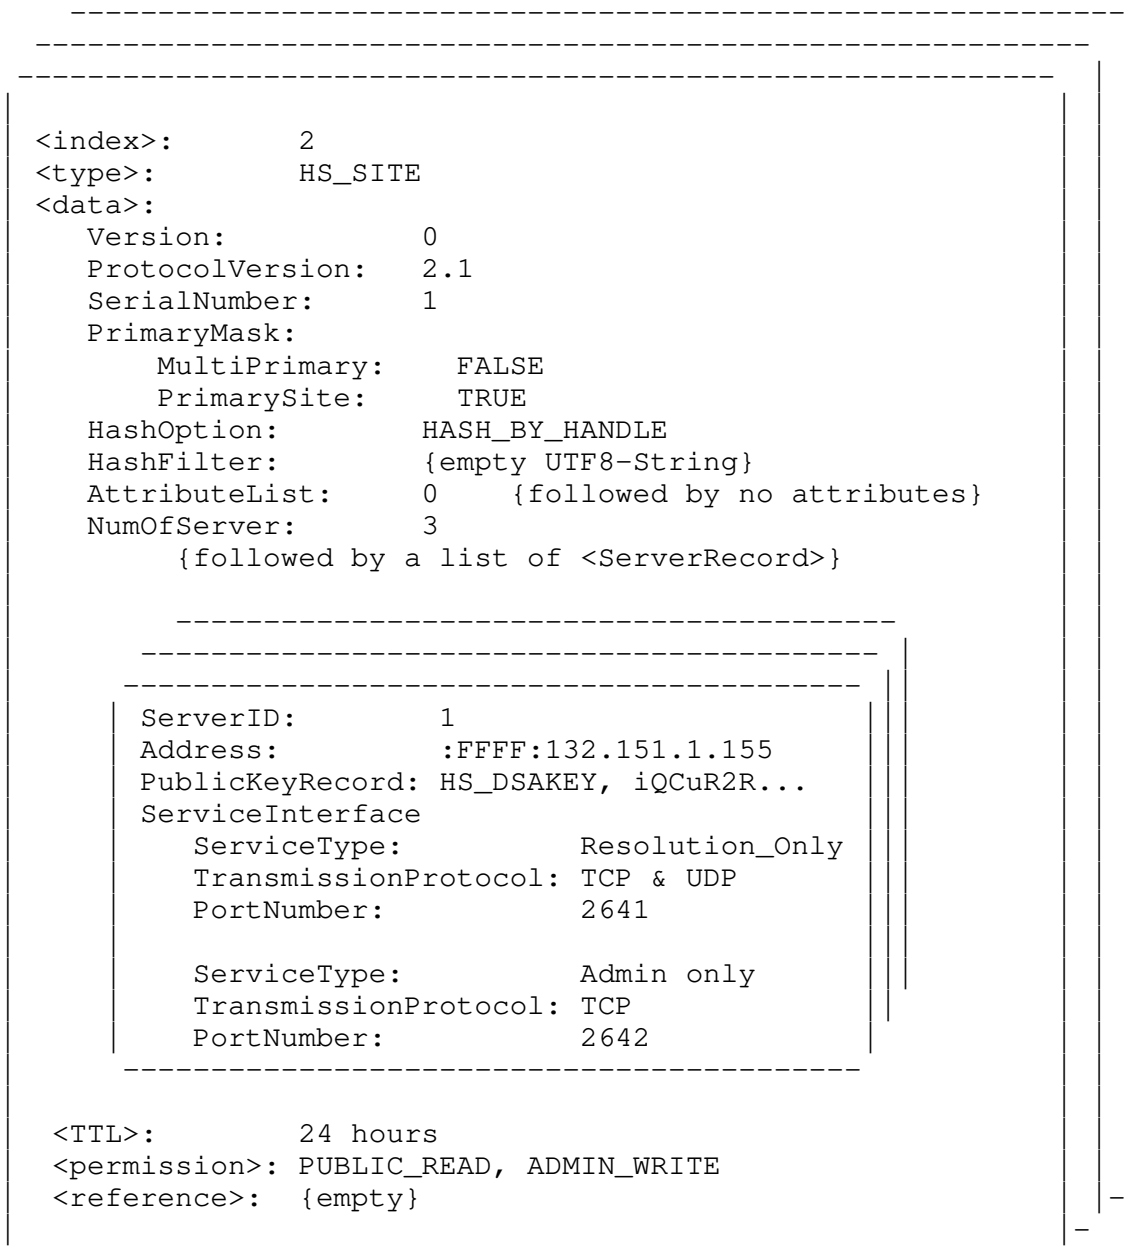 <index>: 2
<type>: HS_SITE
<data>:
Version: 0
ProtocolVersion: 2.1
SerialNumber: 1
PrimaryMask:
MultiPrimary: FALSE
PrimarySite: TRUE
HashOption: HASH_BY_HANDLE
HashFilter: {empty UTF8-String}
AttributeList: 0 {followed by no attributes}
NumOfServer: 3
{followed by a list of <ServerRecord>}
ServerID: 1
Address: :FFFF:132.151.1.155
PublicKeyRecord: HS_DSAKEY, iQCuR2R...
ServiceInterface
ServiceType: Resolution_Only
TransmissionProtocol: TCP & UDP
PortNumber: 2641
ServiceType: Admin only
TransmissionProtocol: TCP
PortNumber: 2642
<TTL>: 24 hours
<permission>: PUBLIC_READ, ADMIN_WRITE
<reference>: {empty}